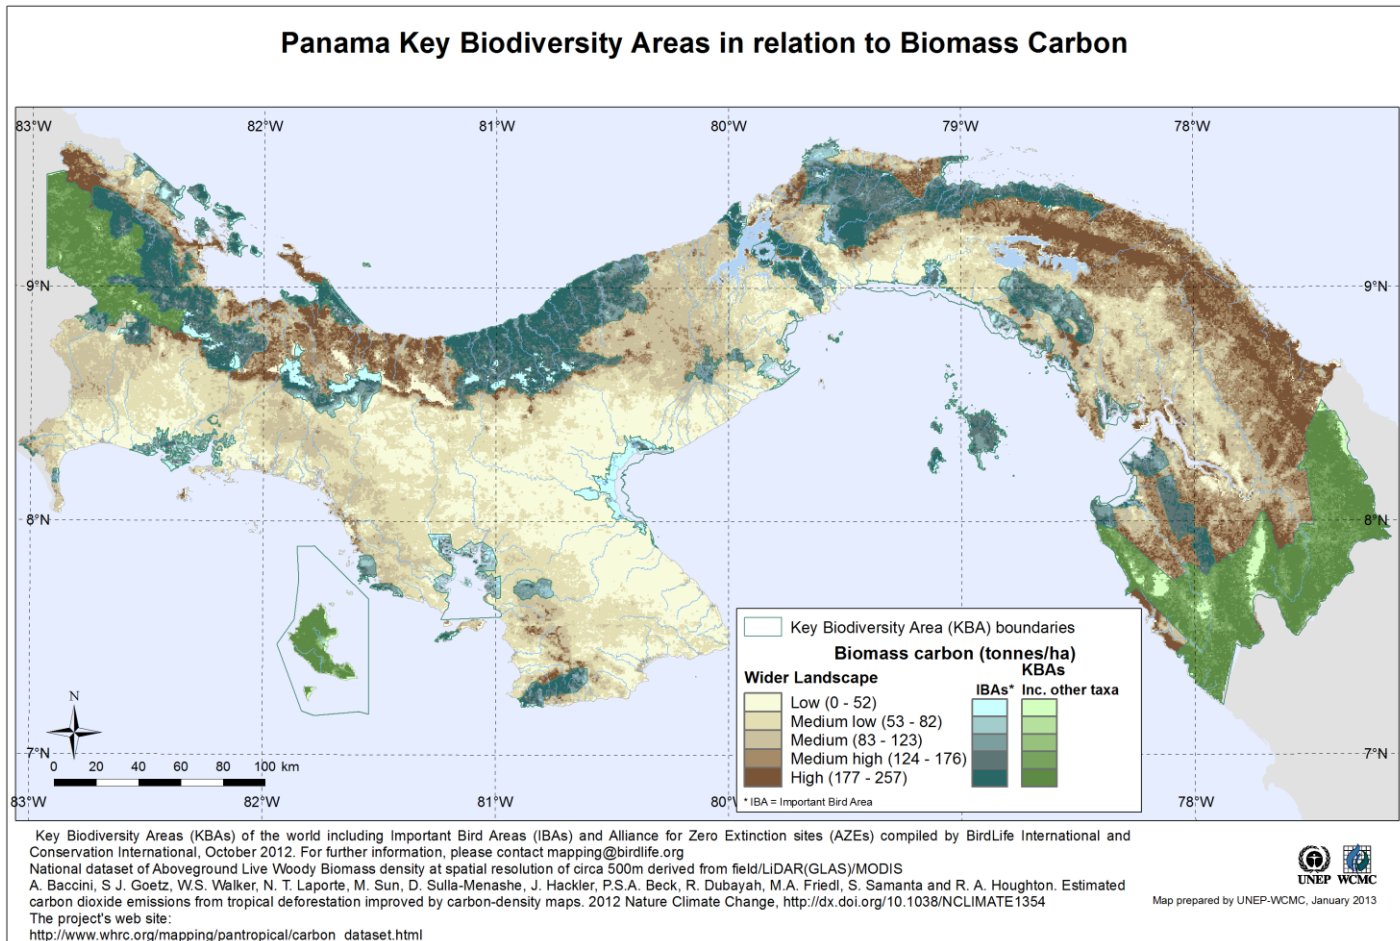 Panama Key Biodiversity Areas in relation to Biomass Carbon
83°W 82°W 81°W 80°W 79°W 78°W
9°N 9°N
8°N 8°N
Key Biodiversity Area (KBA) boundaries
Biomass carbon (tonnes/ha)
KBAs
Wider Landscape IBAs* Inc. other taxa
Low (0 - 52)
Medium low (53 - 82)
Medium (83 - 123)
Medium high (124 - 176)
High (177 - 257)
* IBA = Important Bird Area
N
7°N 7°N
0 20 40 60 80 100 km
83°W 82°W 81°W 80°W 78°W
Key Biodiversity Areas (KBAs) of the world including Important Bird Areas (IBAs) and Alliance for Zero Extinction sites (AZEs) compiled by BirdLife International and
Conservation International, October 2012. For further information, please contact mapping@birdlife.org
National dataset of Aboveground Live Woody Biomass density at spatial resolution of circa 500m derived from field/LiDAR(GLAS)/MODIS
A. Baccini, S J. Goetz, W.S. Walker, N. T. Laporte, M. Sun, D. Sulla-Menashe, J. Hackler, P.S.A. Beck, R. Dubayah, M.A. Friedl, S. Samanta and R. A. Houghton. Estimated
carbon dioxide emissions from tropical deforestation improved by carbon-density maps. 2012 Nature Climate Change, http://dx.doi.org/10.1038/NCLIMATE1354
The project's web site:
http://www.whrc.org/mapping/pantropical/carbon_dataset.html
UNEP WCMC
Map prepared by UNEP-WCMC, January 2013